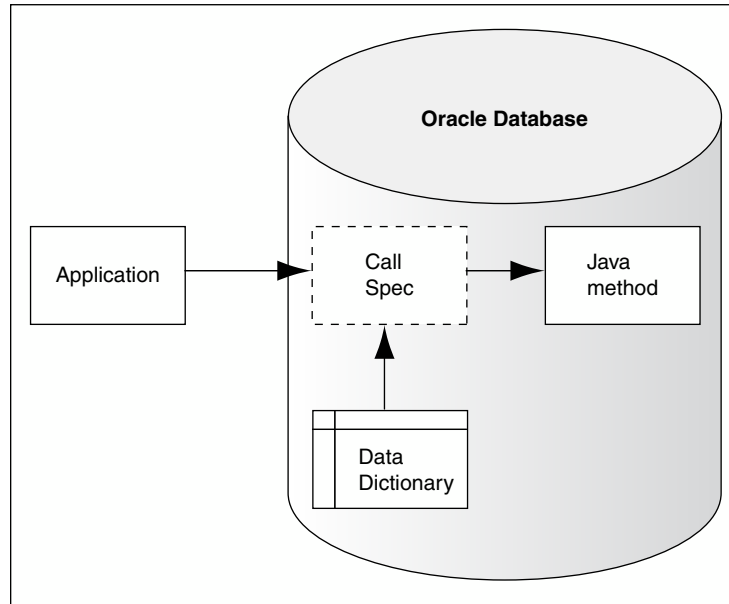 Oracle Database
Application
Call
Spec
Java
method
Data
Dictionary